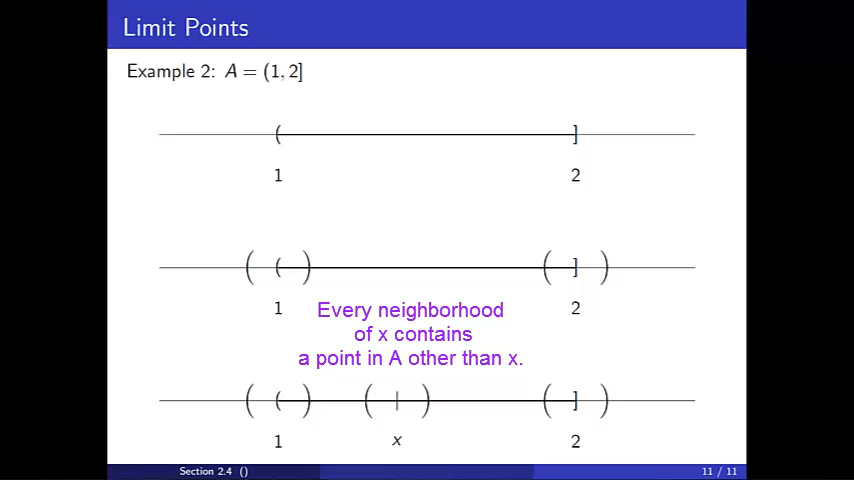 Limit Points
Example 2: A = (1, 2]
( ]
1 2
( ( ) ( ] )
1 2
Every neighborhood
of x contains
a point in A other than x.
( ( ) ( | ) ( ] )
1 x 2
Section 2.4 () 11 / 11